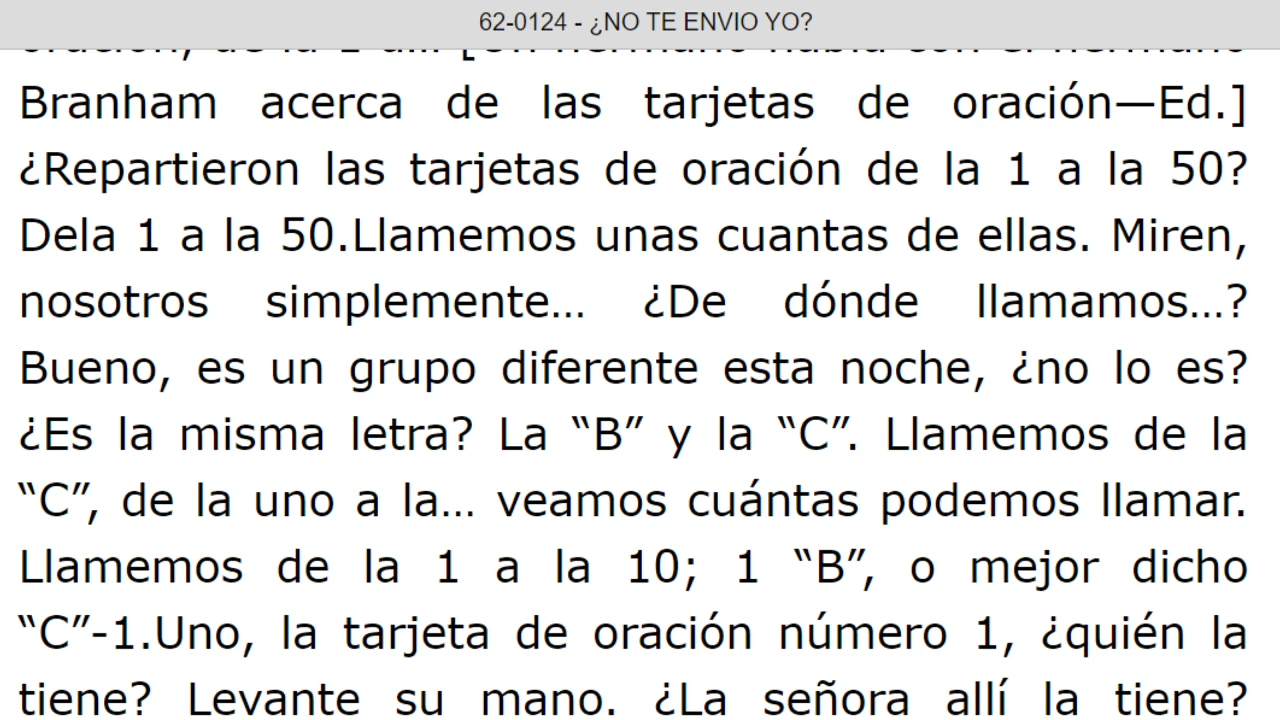 62-0124 - ¿NO TE ENVIO YO?
Branham acerca de las tarjetas de oración—Ed.]
¿Repartieron las tarjetas de oración de la 1 a la 50?
Dela 1 a la 50.Llamemos unas cuantas de ellas. Miren,
nosotros simplemente… ¿De dónde llamamos…?
Bueno, es un grupo diferente esta noche, ¿no lo es?
¿Es la misma letra? La “B” y la “C”. Llamemos de la
“C”, de la uno a la… veamos cuántas podemos llamar.
Llamemos de la 1 a la 10; 1 “B”, o mejor dicho
“C”-1.Uno, la tarjeta de oración número 1, ¿quién la
tiene? Levante su mano. ¿La señora allí la tiene?